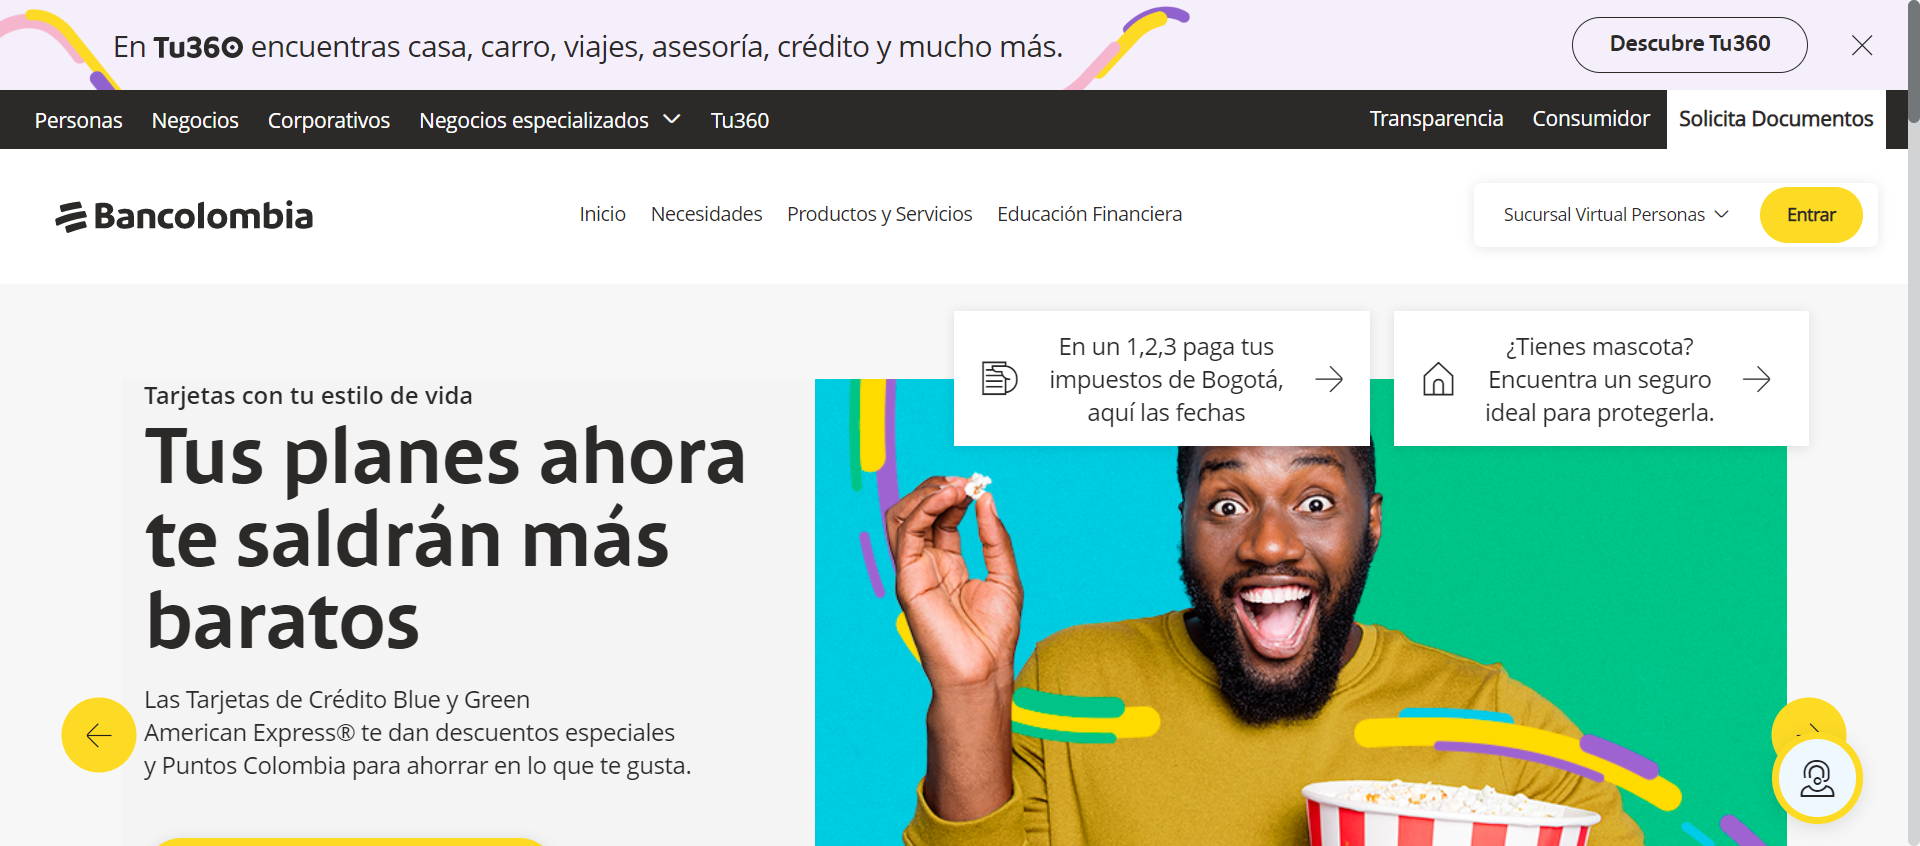 En Tu360 encuentras casa, carro, viajes, asesoría, crédito y mucho más.
Descubre Tu360
Personas Negocios Corporativos Negocios especializados Tu360
Transparencia Consumidor Solicita Documentos
Bancolombia
Inicio Necesidades Productos y Servicios Educación Financiera
Sucursal Virtual Personas
Entrar
En un 1,2,3 paga tus
impuestos de Bogotá,
aquí las fechas
¿Tienes mascota?
Encuentra un seguro
ideal para protegerla.
Tarjetas con tu estilo de vida
Tus planes ahora
te saldrán más
baratos
Las Tarjetas de Crédito Blue y Green
American Express® te dan descuentos especiales
y Puntos Colombia para ahorrar en lo que te gusta.